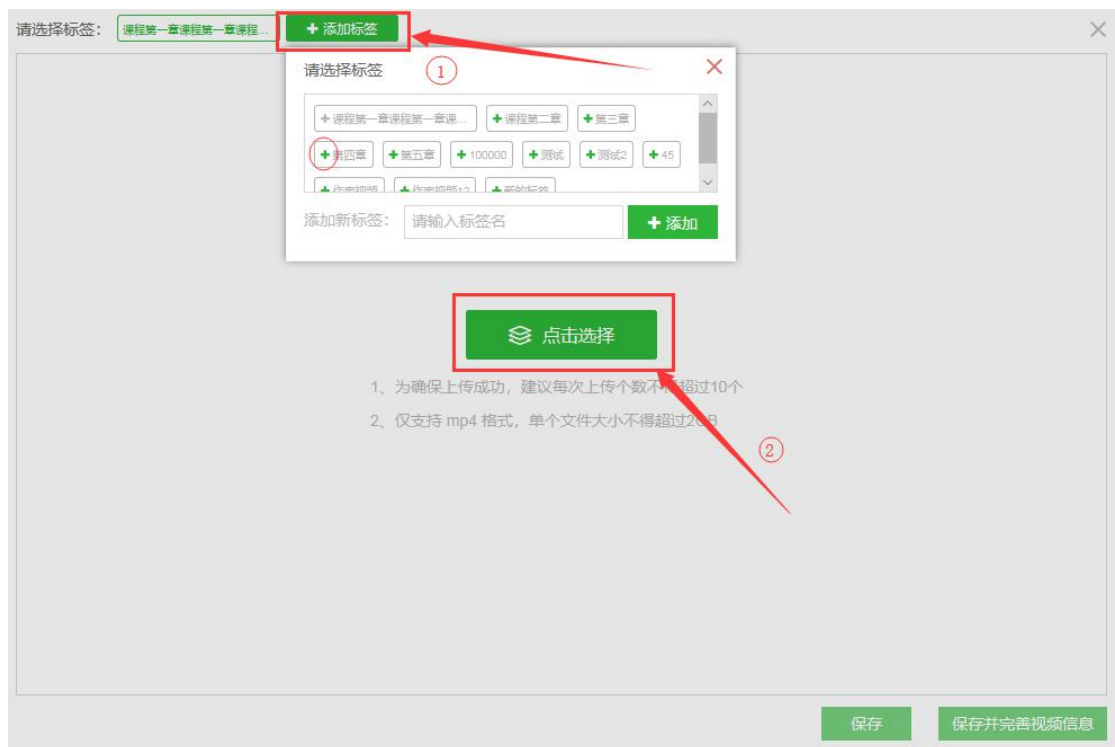 请选择标签： 课程第一章课程第一章课程... + 添加标签
请选择标签 ①
+ 课程第一章课程第一章课... + 课程第二章 + 第三章
+ 第四章 + 第五章 + 100000 + 测试 + 测试2 + 45
+ 新的标签
添加新标签： 请输入标签名 + 添加
点击选择
1、为确保上传成功，建议每次上传个数不得超过10个
2、仅支持 mp4 格式，单个文件大小不得超过2GB
②
保存 保存并完善视频信息